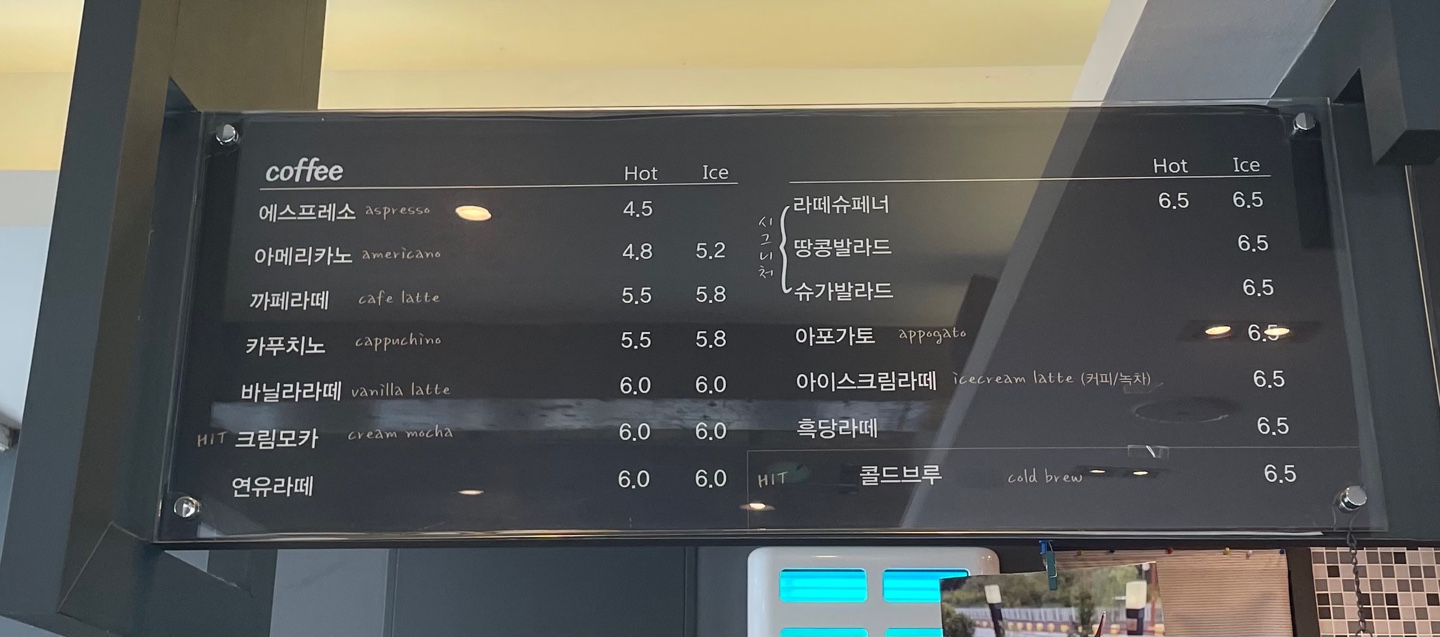 coffee Hot Ice
에스프레소 aspresso 4.5
아메리카노 americano 4.8 5.2
까페라떼 cafe latte 5.5 5.8
카푸치노 cappuchino 5.5 5.8
바닐라라떼 vanilla latte 6.0 6.0
HIT 크림모카 cream mocha 6.0 6.0
연유라떼 6.0 6.0
Hot Ice
시그니처
라떼슈페너 6.5 6.5
땅콩발라드 6.5
슈가발라드 6.5
아포가토 appogato 6.5
아이스크림라떼 icecream latte (커피/녹차) 6.5
흑당라떼 6.5
HIT 콜드브루 cold brew 6.5